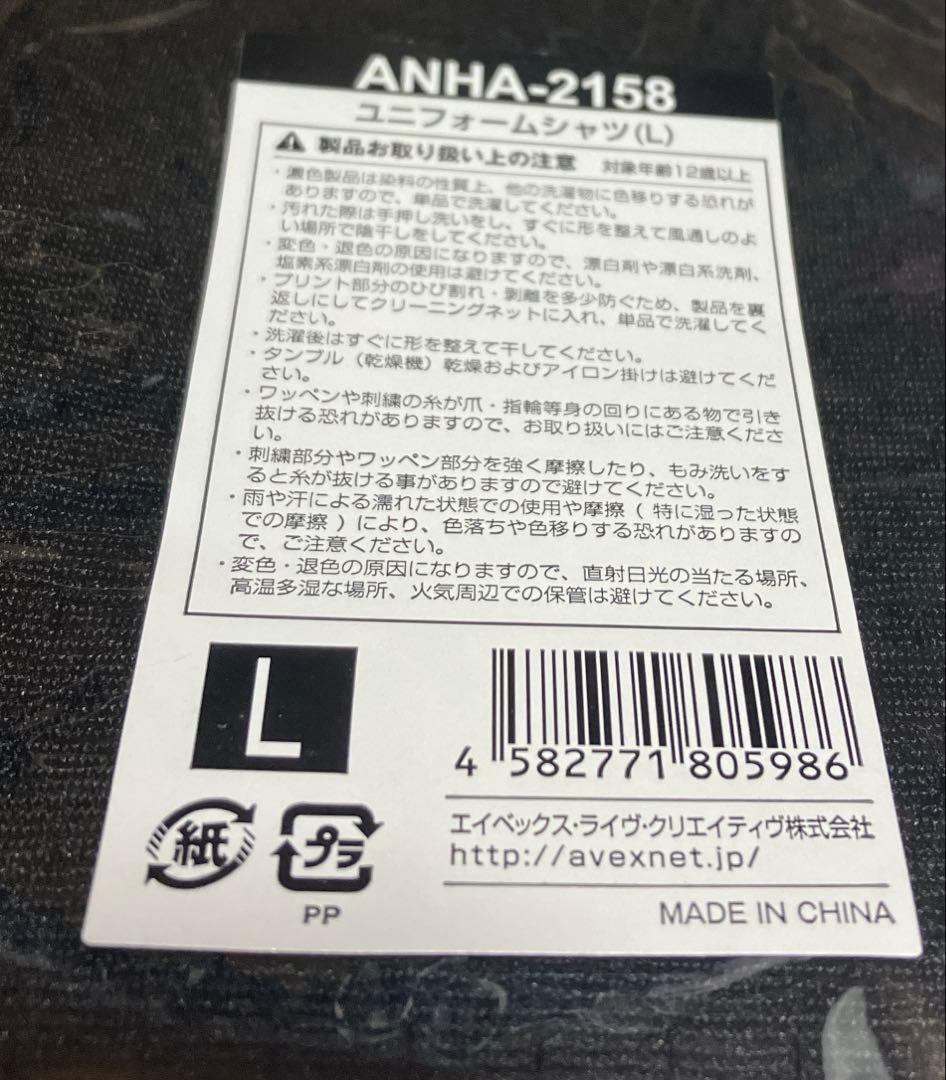 ANHA-2158
ユニフォームシャツ(L)
製品お取り扱い上の注意 対象年齢12歳以上
・濃色製品は染料の性質上、他の洗濯物に色移りする恐れが
ありますので、単品で洗濯してください。
・汚れた際は手押し洗いをし、すぐに形を整えて風通しのよ
い場所で陰干しをしてください。
・変色・退色の原因になりますので、漂白剤や漂白系洗剤、
塩素系漂白剤の使用は避けてください。
・プリント部分のひび割れ・剥離を多少防ぐため、製品を裏
返しにしてクリーニングネットに入れ、単品で洗濯してく
ださい。
・洗濯後はすぐに形を整えて干してください。
・タンブル（乾燥機）乾燥およびアイロン掛けは避けてくだ
さい。
・ワッペンや刺繍の糸が爪・指輪等身の回りにある物で引き
抜ける恐れがありますので、お取り扱いにはご注意くださ
い。
・刺繍部分やワッペン部分を強く摩擦したり、もみ洗いをす
ると糸が抜ける事がありますので避けてください。
・雨や汗による濡れた状態での使用や摩擦（ 特に湿った状態
での摩擦 ）により、色落ちや色移りする恐れがありますの
で、ご注意ください。
・変色・退色の原因になりますので、直射日光の当たる場所、
高温多湿な場所、火気周辺での保管は避けてください。
L
4 582771 805986
紙
プラ
PP
エイベックス・ライヴ・クリエイティヴ株式会社
http://avexnet.jp/
MADE IN CHINA